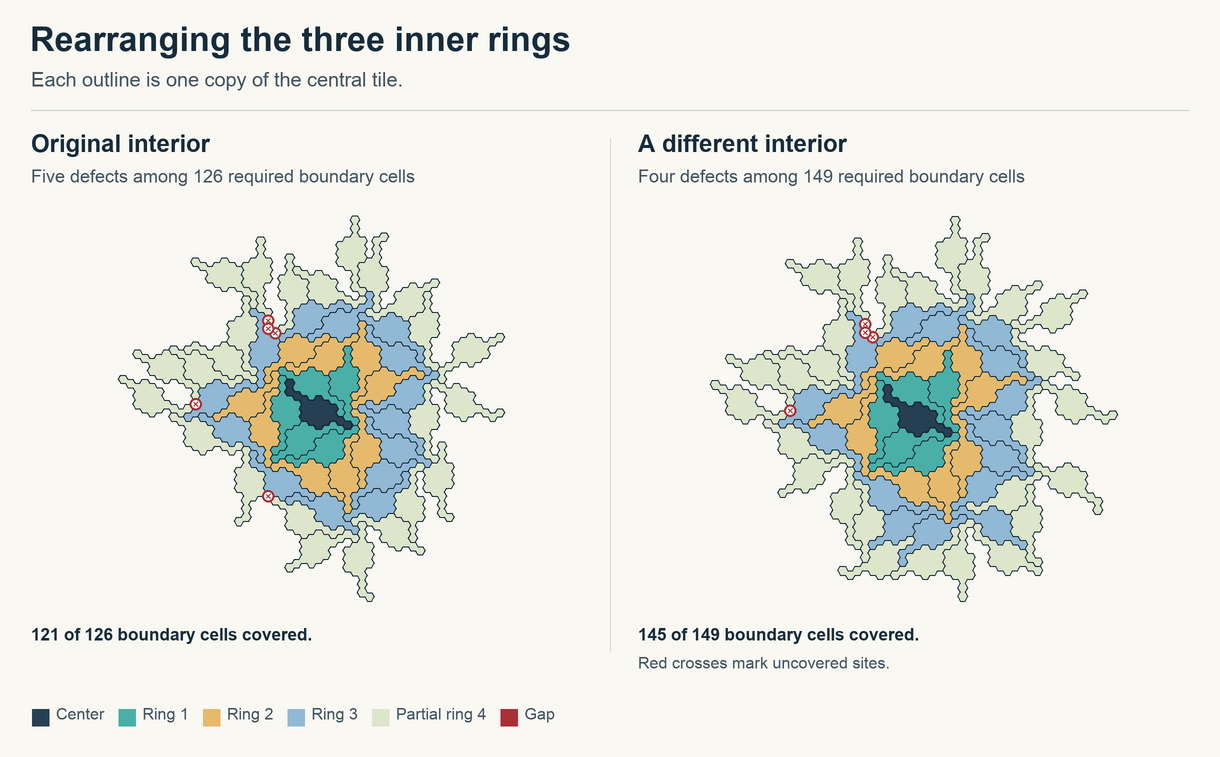 Rearranging the three inner rings
Each outline is one copy of the central tile.
Original interior
Five defects among 126 required boundary cells
121 of 126 boundary cells covered.
A different interior
Four defects among 149 required boundary cells
145 of 149 boundary cells covered.
Red crosses mark uncovered sites.
Center
Ring 1
Ring 2
Ring 3
Partial ring 4
Gap